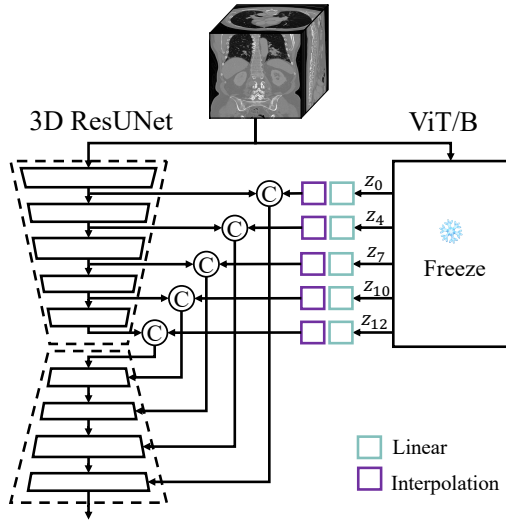 3D ResUNet
ViT/B
C
z₀
C
z₄
C
z₇
Freeze
C
z₁₀
C
z₁₂
Linear
Interpolation